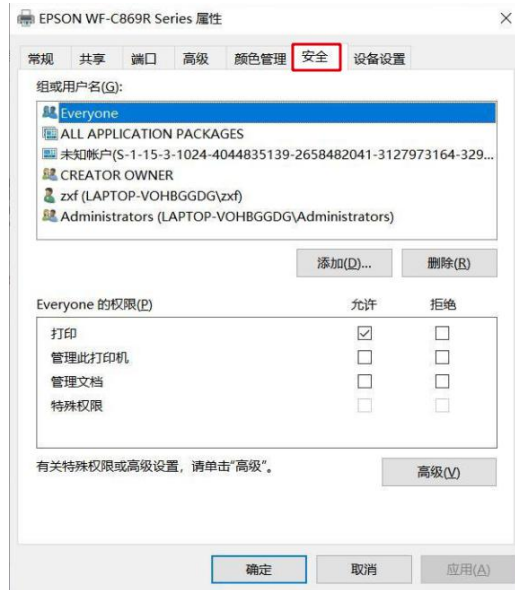 EPSON WF-C869R Series 属性
常规 共享 端口 高级 颜色管理 安全 设备设置
组或用户名(G):
Everyone
ALL APPLICATION PACKAGES
未知帐户(S-1-15-3-1024-4044835139-2658482041-3127973164-329...
CREATOR OWNER
zxf (LAPTOP-VOHBGGDG\zxf)
Administrators (LAPTOP-VOHBGGDG\Administrators)
添加(D)... 删除(R)
Everyone 的权限(P) 允许 拒绝
打印
管理此打印机
管理文档
特殊权限
有关特殊权限或高级设置，请单击“高级”。 高级(V)
确定 取消 应用(A)